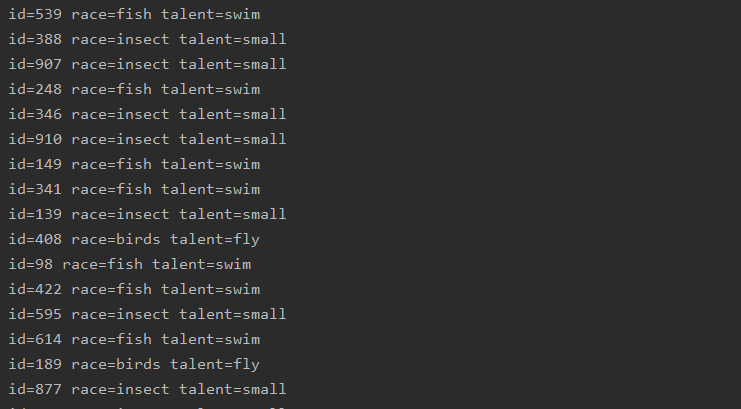 id=539 race=fish talent=swim
id=388 race=insect talent=small
id=907 race=insect talent=small
id=248 race=fish talent=swim
id=346 race=insect talent=small
id=910 race=insect talent=small
id=149 race=fish talent=swim
id=341 race=fish talent=swim
id=139 race=insect talent=small
id=408 race=birds talent=fly
id=98 race=fish talent=swim
id=422 race=fish talent=swim
id=595 race=insect talent=small
id=614 race=fish talent=swim
id=189 race=birds talent=fly
id=877 race=insect talent=small